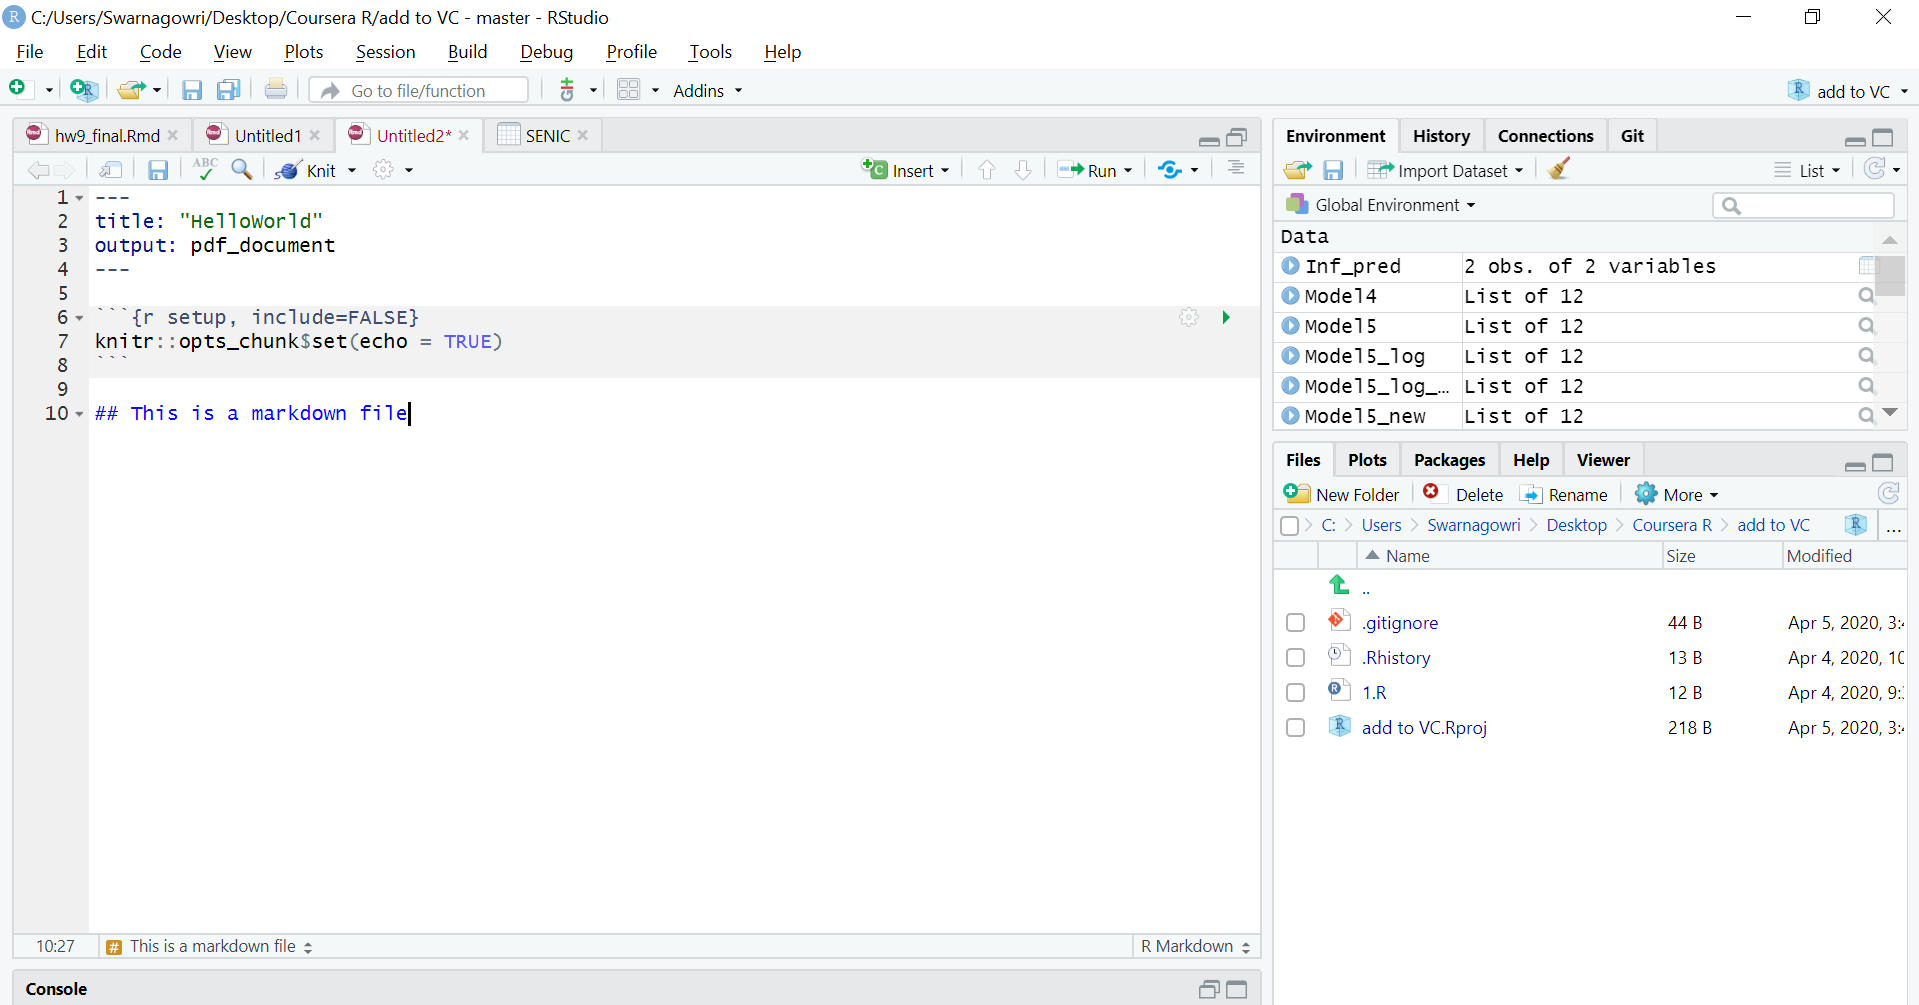 C:/Users/Swarnagowri/Desktop/Coursera R/add to VC - master - RStudio
File Edit Code View Plots Session Build Debug Profile Tools Help
Go to file/function Addins add to VC
hw9_final.Rmd Untitled1 Untitled2* SENIC
ABC Knit Insert Run
1 ---
2 title: "HelloWorld"
3 output: pdf_document
4 ---
5
6 ```{r setup, include=FALSE}
7 knitr::opts_chunk$set(echo = TRUE)
8 ```
9
10 ## This is a markdown file
10:27 # This is a markdown file R Markdown
Console
Environment History Connections Git
Import Dataset List
Global Environment
Data
Inf_pred 2 obs. of 2 variables
Model4 List of 12
Model5 List of 12
Model5_log List of 12
Model5_log_… List of 12
Model5_new List of 12
Files Plots Packages Help Viewer
New Folder Delete Rename More
C: Users Swarnagowri Desktop Coursera R add to VC ...
Name Size Modified
..
.gitignore 44 B Apr 5, 2020, 3:
.Rhistory 13 B Apr 4, 2020, 10
1.R 12 B Apr 4, 2020, 9:
add to VC.Rproj 218 B Apr 5, 2020, 3: